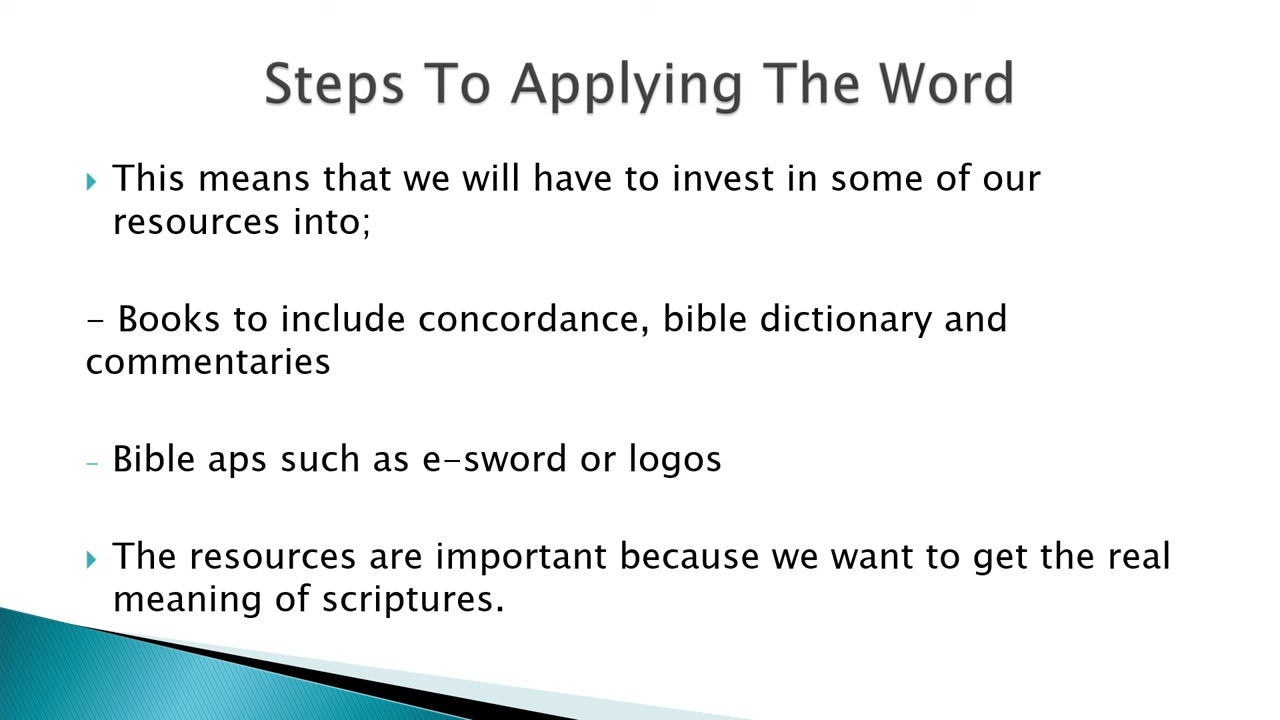 Steps To Applying The Word
This means that we will have to invest in some of our
resources into;
- Books to include concordance, bible dictionary and
commentaries
- Bible aps such as e-sword or logos
The resources are important because we want to get the real
meaning of scriptures.